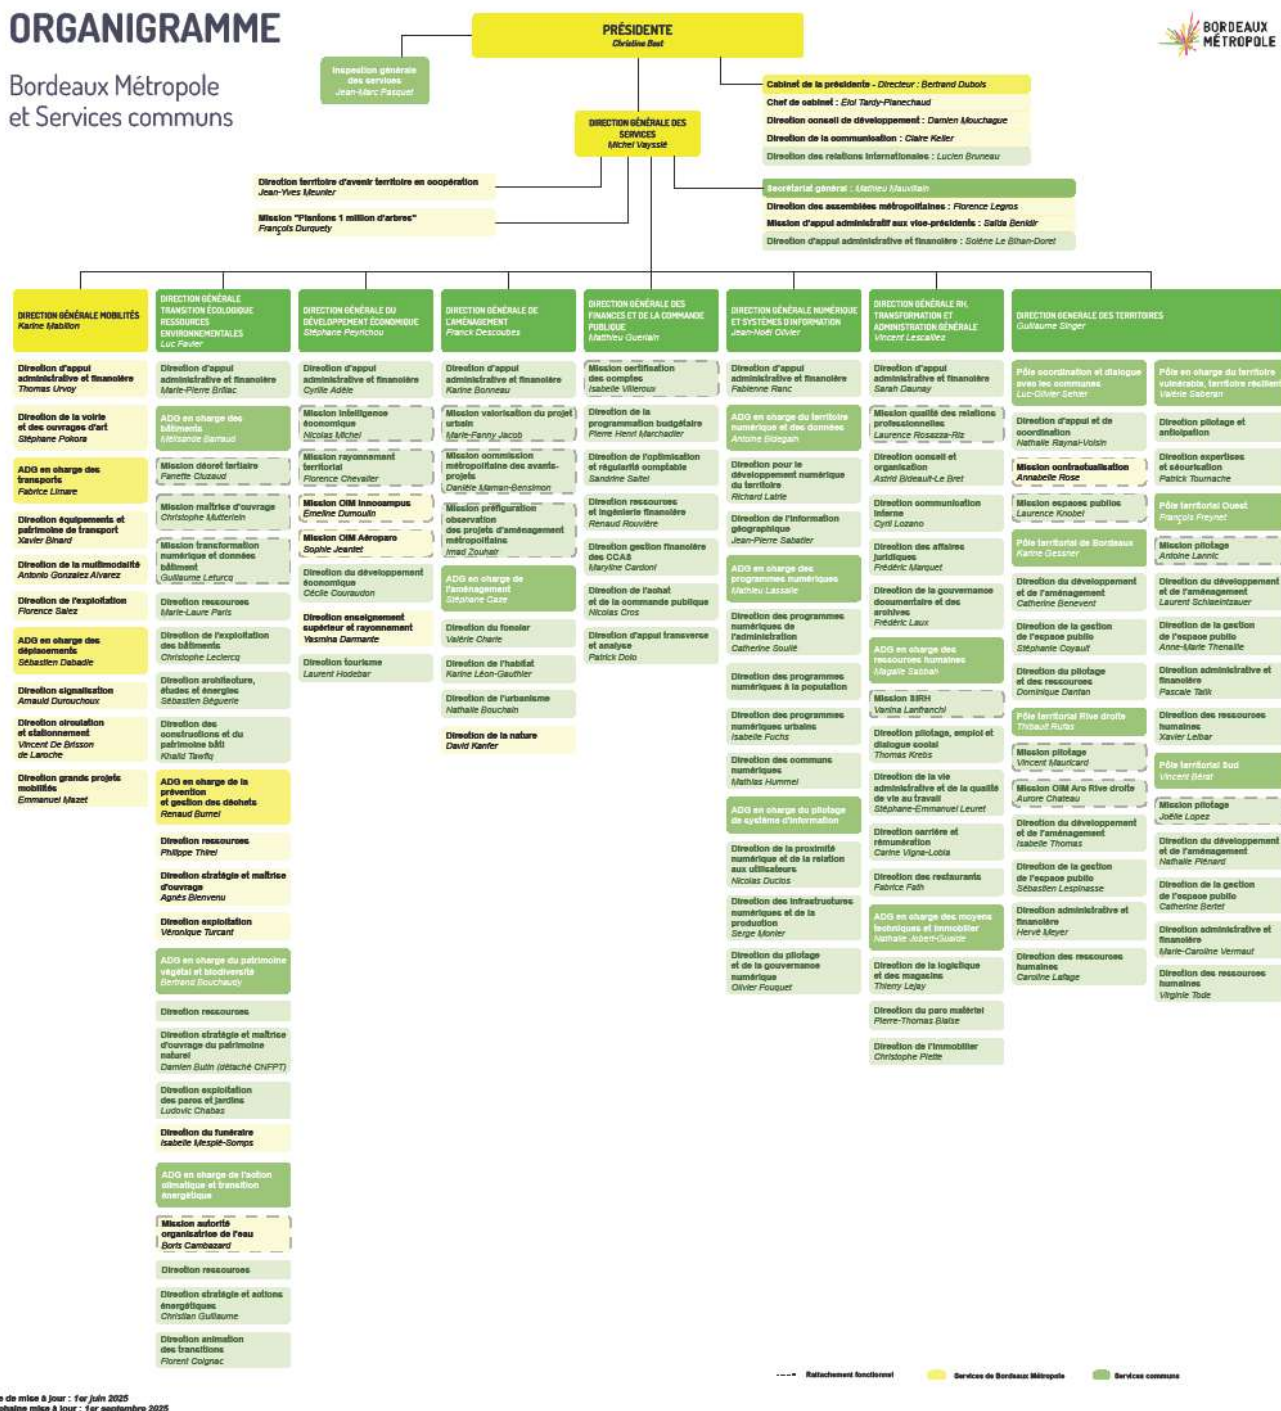 ORGANIGRAMME
Bordeaux Métropole
et Services communs
BORDEAUX
MÉTROPOLE
PRÉSIDENTE
Christine Bost
Inspection générale
des services
Jean-Marc Pasquet
Cabinet de la présidente - Directeur : Bertrand Dubois
Chef de cabinet : Éloi Tardy-Planechaud
Direction conseil de développement : Damien Mouchague
Direction de la communication : Claire Keller
Direction des relations internationales : Lucien Bruneau
DIRECTION GÉNÉRALE DES
SERVICES
Michel Vayssié
Direction territoire d'avenir territoire en coopération
Jean-Yves Meunier
Mission "Plantons 1 million d'arbres"
François Durquety
Secrétariat général : Mathieu Mauvillain
Direction des assemblées métropolitaines : Florence Legros
Mission d'appui administratif aux vice-présidents : Saïda Benidir
Direction d'appui administrative et financière : Solène Le Bihan-Doret
DIRECTION GÉNÉRALE MOBILITÉS
Karine Mabillon
Direction d'appui
administrative et financière
Thomas Urvoy
Direction de la voirie
et des ouvrages d'art
Stéphane Pokora
ADG en charge des
transports
Fabrice Limare
Direction équipements et
patrimoine de transport
Xavier Binard
Direction de la multimodalité
Antonio Gonzalez Alvarez
Direction de l'exploitation
Florence Salez
ADG en charge des
déplacements
Sébastien Dabadie
Direction signalisation
Arnauld Durouchoux
Direction circulation
et stationnement
Vincent De Brisson
de Laroche
Direction grands projets
mobilités
Emmanuel Mazet
DIRECTION GÉNÉRALE
TRANSITION ÉCOLOGIQUE
RESSOURCES
ENVIRONNEMENTALES
Luc Favier
Direction d'appui
administrative et financière
Marie-Pierre Brillac
ADG en charge des
bâtiments
Mélisande Barraud
Mission décret tertiaire
Fanette Cluzaud
Mission maîtrise d'ouvrage
Christophe Mutterlein
Mission transformation
numérique et données
bâtiment
Guillaume Leturcq
Direction ressources
Marie-Laure Paris
Direction de l'exploitation
des bâtiments
Christophe Leclercq
Direction architecture,
études et énergies
Sébastien Béguerie
Direction des
constructions et du
patrimoine bâti
Khalid Tawfiq
ADG en charge de la
prévention
et gestion des déchets
Renaud Burnel
Direction ressources
Philippe Thirel
Direction stratégie et maîtrise
d'ouvrage
Agnès Bienvenu
Direction exploitation
Véronique Turcant
ADG en charge du patrimoine
végétal et biodiversité
Bertrand Bouchaudy
Direction ressources
Direction stratégie et maîtrise
d'ouvrage du patrimoine
naturel
Damien Butin (détaché CNFPT)
Direction exploitation
des parcs et jardins
Ludovic Chabas
Direction du funéraire
Isabelle Mesplé-Somps
ADG en charge de l'action
climatique et transition
énergétique
Mission autorité
organisatrice de l'eau
Boris Cambazard
Direction ressources
Direction stratégie et actions
énergétiques
Christian Guillaume
Direction animation
des transitions
Florent Coignac
DIRECTION GÉNÉRALE DU
DÉVELOPPEMENT ÉCONOMIQUE
Stéphane Peyrichou
Direction d'appui
administrative et financière
Cyrille Adèle
Mission intelligence
économique
Nicolas Michel
Mission rayonnement
territorial
Florence Chevalier
Mission OIM Innocampus
Emeline Dumoulin
Mission OIM Aéroparc
Sophie Jeantet
Direction du développement
économique
Cécile Couraudon
Direction enseignement
supérieur et rayonnement
Yasmina Darmante
Direction tourisme
Laurent Hodebar
DIRECTION GÉNÉRALE DE
L'AMÉNAGEMENT
Franck Descoubes
Direction d'appui
administrative et financière
Karine Bonneau
Mission valorisation du projet
urbain
Marie-Fanny Jacob
Mission commission
métropolitaine des avants-
projets
Danièle Maman-Bensimon
Mission préfiguration
observation
des projets d'aménagement
métropolitains
Imad Zouhair
ADG en charge de
l'aménagement
Stéphane Caze
Direction du foncier
Valérie Charle
Direction de l'habitat
Karine Léon-Gauthier
Direction de l'urbanisme
Nathalie Bouchain
Direction de la nature
David Kanfer
DIRECTION GÉNÉRALE DES
FINANCES ET DE LA COMMANDE
PUBLIQUE
Matthieu Guerlain
Mission certification
des comptes
Isabelle Villeroux
Direction de la
programmation budgétaire
Pierre Henri Marchadier
Direction de l'optimisation
et régularité comptable
Sandrine Saltel
Direction ressources
et ingénierie financière
Renaud Rouvière
Direction gestion financière
des CCAS
Maryline Cardoni
Direction de l'achat
et de la commande publique
Nicolas Cros
Direction d'appui transverse
et analyse
Patrick Dolo
DIRECTION GÉNÉRALE NUMÉRIQUE
ET SYSTÈMES D'INFORMATION
Jean-Noël Olivier
Direction d'appui
administrative et financière
Fabienne Ranc
ADG en charge du territoire
numérique et des données
Antoine Bidegain
Direction pour le
développement numérique
du territoire
Richard Latrie
Direction de l'information
géographique
Jean-Pierre Sabatier
ADG en charge des
programmes numériques
Mathieu Lassalle
Direction des programmes
numériques de
l'administration
Catherine Soulié
Direction des programmes
numériques à la population
Direction des programmes
numériques urbains
Isabelle Fuchs
Direction des communs
numériques
Mathias Hummel
ADG en charge du pilotage
de système d'information
Direction de la proximité
numérique et de la relation
aux utilisateurs
Nicolas Duclos
Direction des infrastructures
numériques et de la
production
Serge Monier
Direction du pilotage
et de la gouvernance
numérique
Olivier Fouquet
DIRECTION GÉNÉRALE RH,
TRANSFORMATION ET
ADMINISTRATION GÉNÉRALE
Vincent Lescaillez
Direction d'appui
administrative et financière
Sarah Daunay
Mission qualité des relations
professionnelles
Laurence Rosazza-Riz
Direction conseil et
organisation
Astrid Bideault-Le Bret
Direction communication
interne
Cyril Lozano
Direction des affaires
juridiques
Frédéric Marquet
Direction de la gouvernance
documentaire et des
archives
Frédéric Laux
ADG en charge des
ressources humaines
Magalie Sabbah
Mission SIRH
Vanina Lanfranchi
Direction pilotage, emploi et
dialogue social
Thomas Krebs
Direction de la vie
administrative et de la qualité
de vie au travail
Stéphane-Emmanuel Leuret
Direction carrière et
rémunération
Carine Vigna-Lobia
Direction des restaurants
Fabrice Fath
ADG en charge des moyens
techniques et immobilier
Nathalie Jobert-Gualde
Direction de la logistique
et des magasins
Thierry Lejay
Direction du parc matériel
Pierre-Thomas Blaise
Direction de l'immobilier
Christophe Piette
DIRECTION GENERALE DES TERRITOIRES
Guillaume Singer
Pôle coordination et dialogue
avec les communes
Luc-Olivier Sehier
Direction d'appui et de
coordination
Nathalie Raynal-Voisin
Mission contractualisation
Annabelle Rose
Mission espaces publics
Laurence Knobel
Pôle territorial de Bordeaux
Karine Gessner
Direction du développement
et de l'aménagement
Catherine Benevent
Direction de la gestion
de l'espace public
Stéphanie Coyault
Direction du pilotage
et des ressources
Dominique Dantan
Pôle territorial Rive droite
Thibault Rufas
Mission pilotage
Vincent Mauricard
Mission OIM Arc Rive droite
Aurore Chateau
Direction du développement
et de l'aménagement
Isabelle Thomas
Direction de la gestion
de l'espace public
Sébastien Lespinasse
Direction administrative et
financière
Hervé Meyer
Direction des ressources
humaines
Caroline Lafage
Pôle en charge du territoire
vulnérable, territoire résilient
Valérie Saberan
Direction pilotage et
anticipation
Direction expertises
et sécurisation
Patrick Tournache
Pôle territorial Ouest
François Freynet
Mission pilotage
Antoine Lannic
Direction du développement
et de l'aménagement
Laurent Schlaeintzauer
Direction de la gestion
de l'espace public
Anne-Marie Thenaille
Direction administrative et
financière
Pascale Talik
Direction des ressources
humaines
Xavier Leibar
Pôle territorial Sud
Vincent Bérat
Mission pilotage
Joëlle Lopez
Direction du développement
et de l'aménagement
Nathalie Plénard
Direction de la gestion
de l'espace public
Catherine Bertet
Direction administrative et
financière
Marie-Caroline Vermaut
Direction des ressources
humaines
Virginie Tode
Rattachement fonctionnel
Services de Bordeaux Métropole
Services communs
e de mise à jour : 1er juin 2025
ochaine mise à jour : 1er septembre 2025